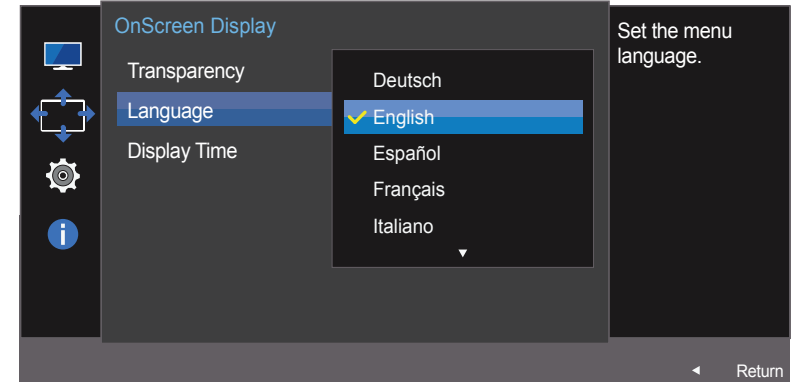 OnScreen Display
Transparency
Language
Display Time
Deutsch
English
Español
Français
Italiano
Set the menu
language.
Return